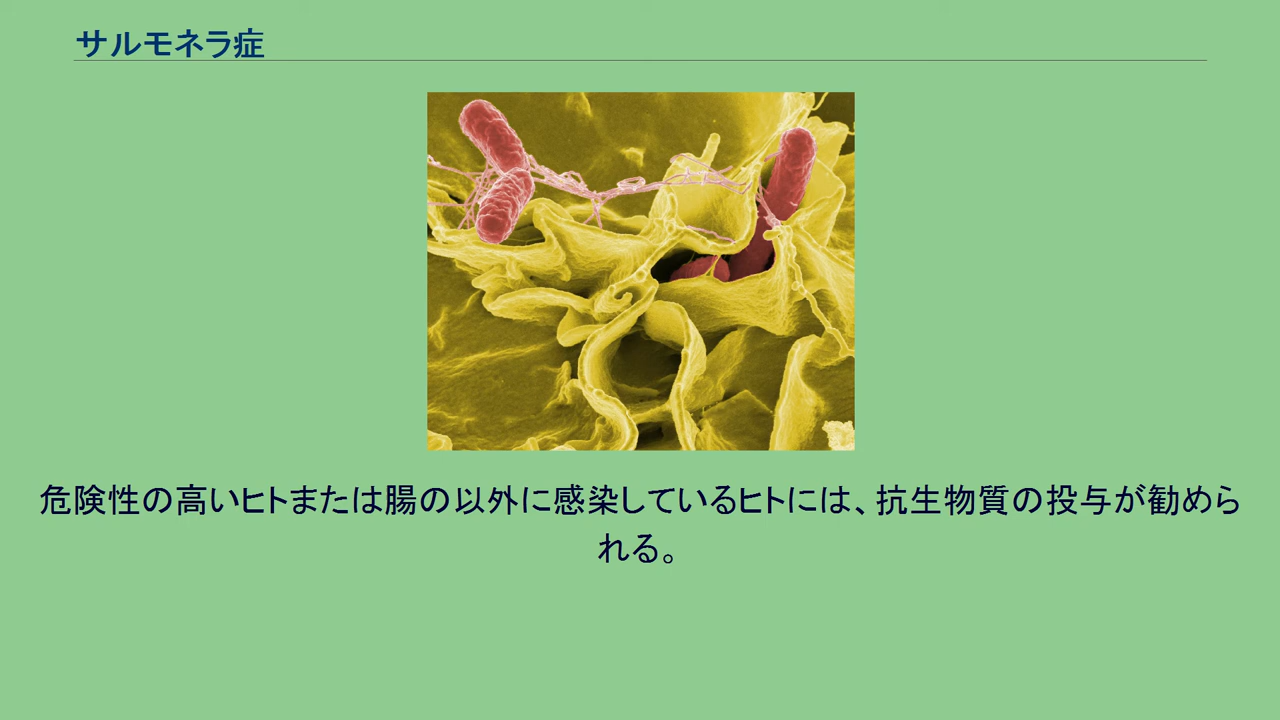 サルモネラ症
危険性の高いヒトまたは腸の以外に感染しているヒトには、抗生物質の投与が勧めら
れる。